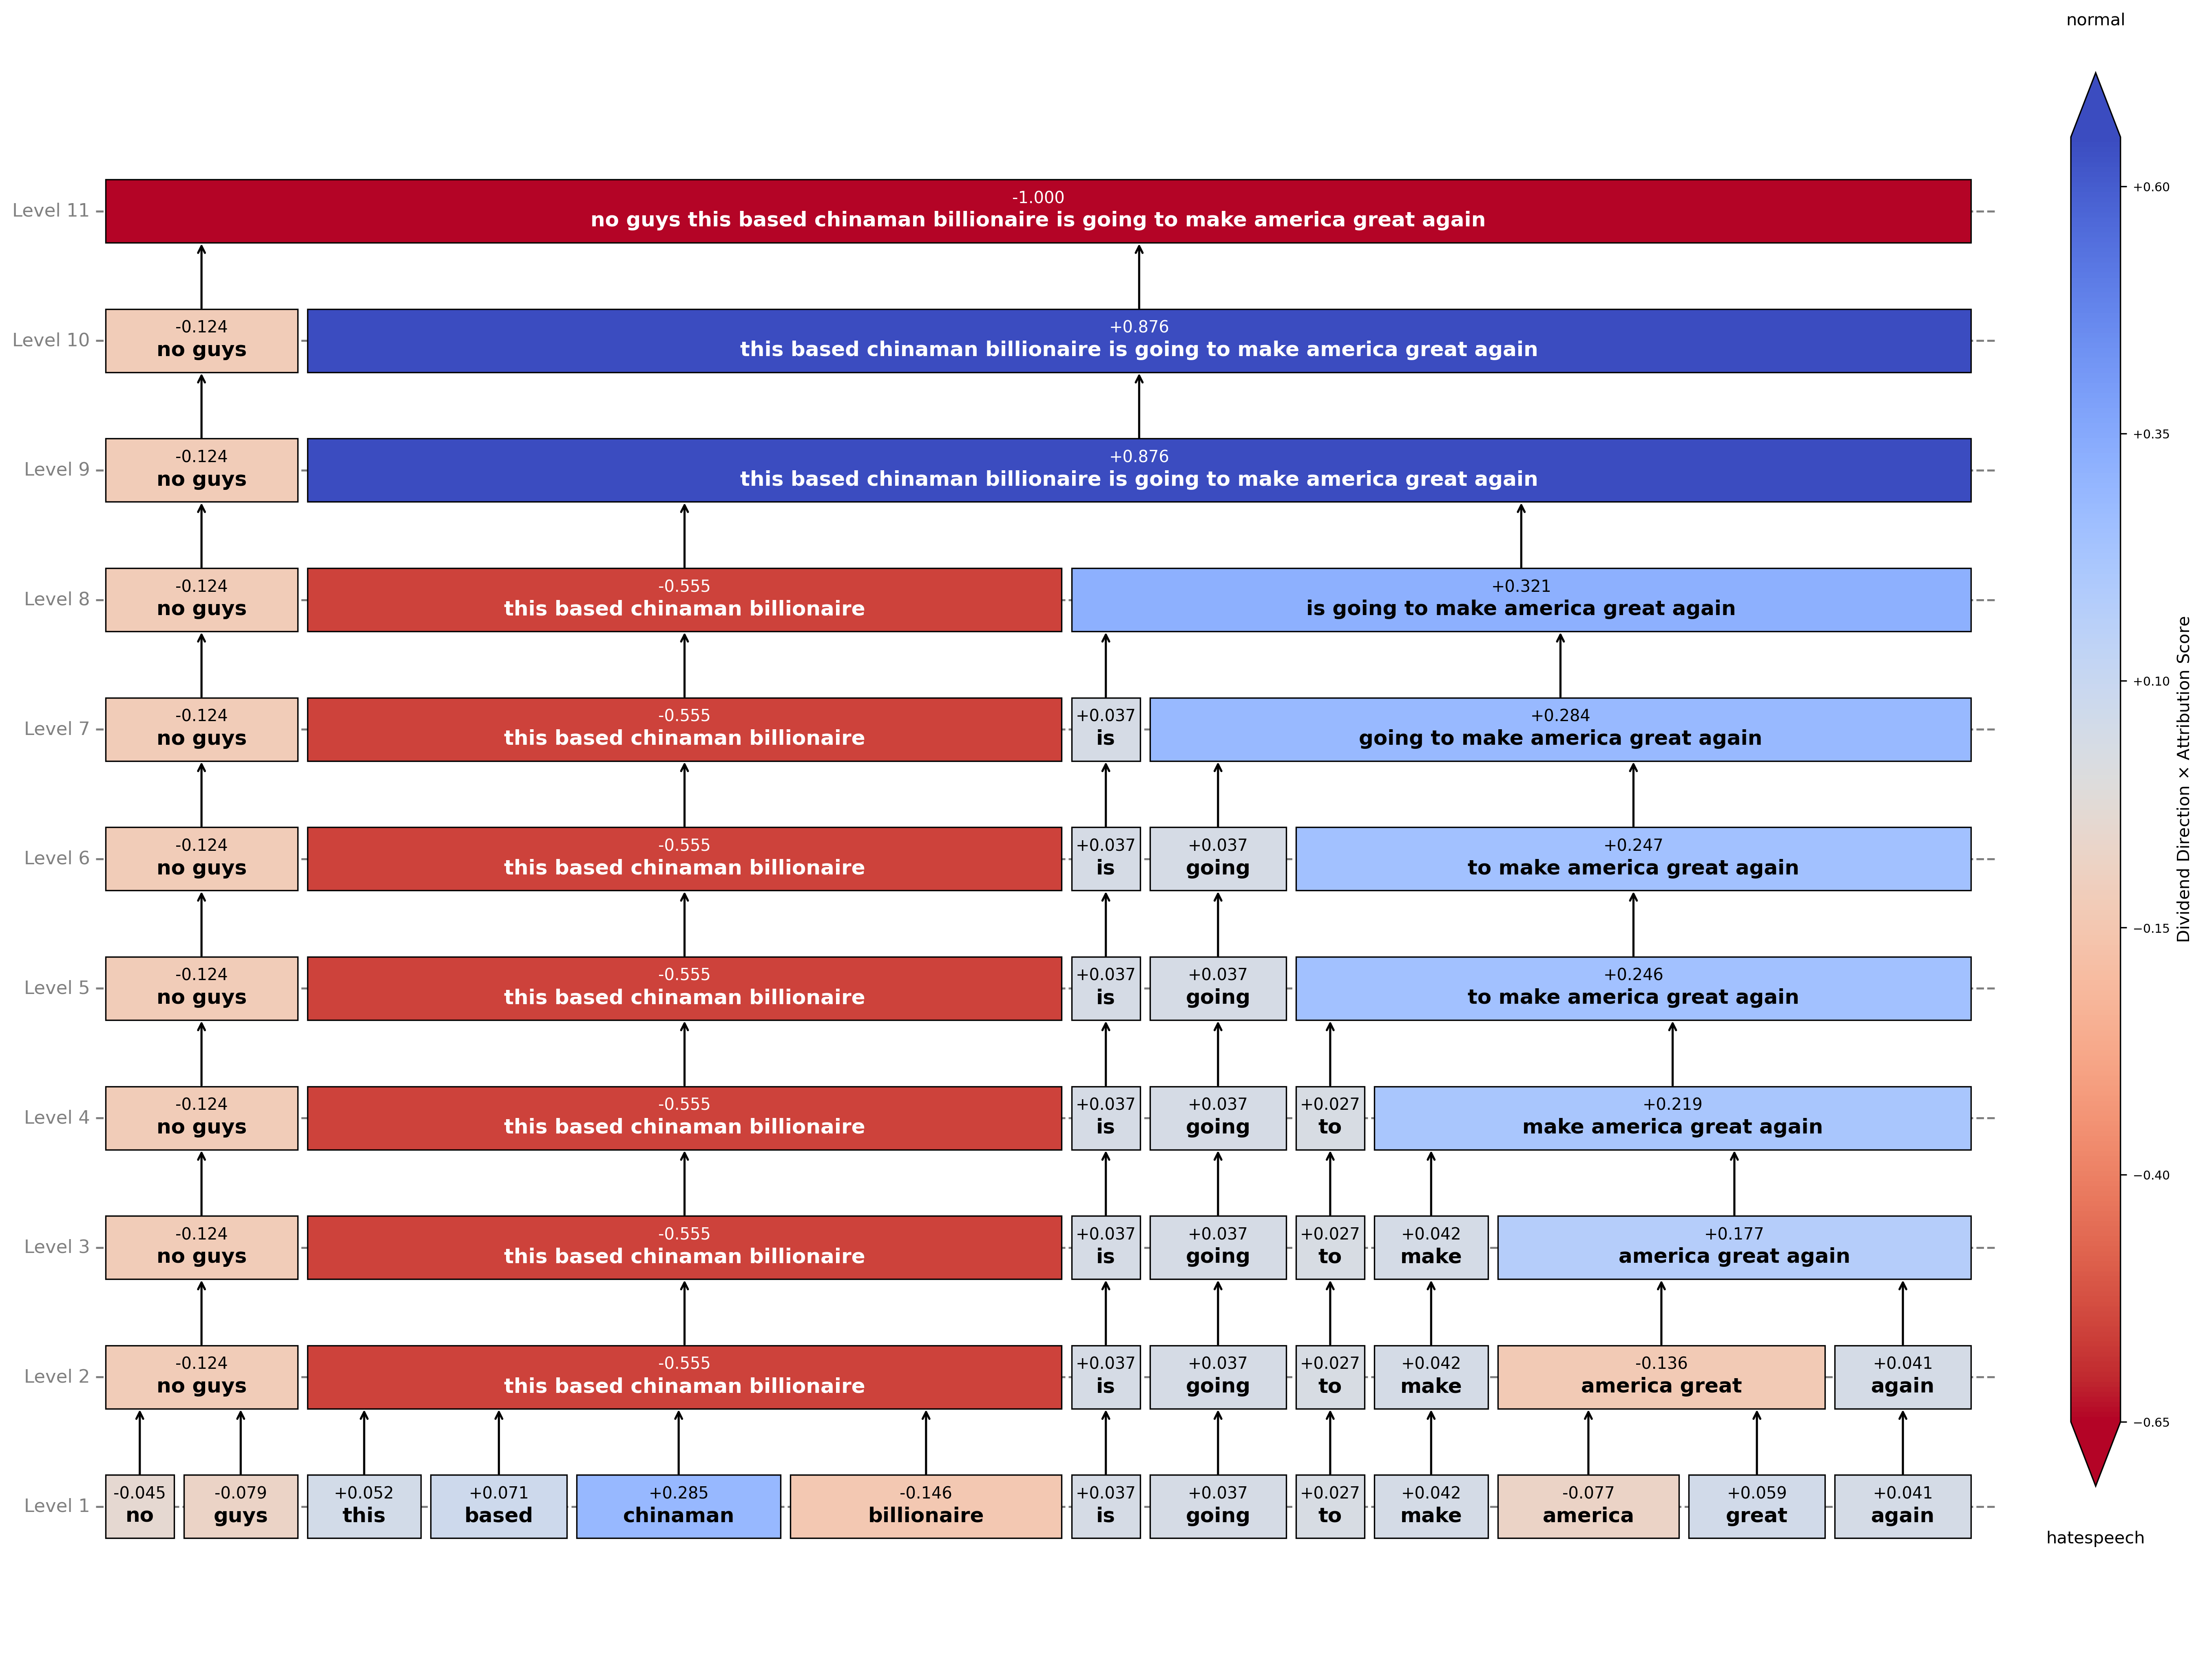 normal
Level 11
-1.000
no guys this based chinaman billionaire is going to make america great again
Level 10
-0.124
no guys
+0.876
this based chinaman billionaire is going to make america great again
Level 9
-0.124
no guys
+0.876
this based chinaman billionaire is going to make america great again
Level 8
-0.124
no guys
-0.555
this based chinaman billionaire
+0.321
is going to make america great again
Level 7
-0.124
no guys
-0.555
this based chinaman billionaire
+0.037
is
+0.284
going to make america great again
Level 6
-0.124
no guys
-0.555
this based chinaman billionaire
+0.037
is
+0.037
going
+0.247
to make america great again
Level 5
-0.124
no guys
-0.555
this based chinaman billionaire
+0.037
is
+0.037
going
+0.246
to make america great again
Level 4
-0.124
no guys
-0.555
this based chinaman billionaire
+0.037
is
+0.037
going
+0.027
to
+0.219
make america great again
Level 3
-0.124
no guys
-0.555
this based chinaman billionaire
+0.037
is
+0.037
going
+0.027
to
+0.042
make
+0.177
america great again
Level 2
-0.124
no guys
-0.555
this based chinaman billionaire
+0.037
is
+0.037
going
+0.027
to
+0.042
make
-0.136
america great
+0.041
again
Level 1
-0.045
no
-0.079
guys
+0.052
this
+0.071
based
+0.285
chinaman
-0.146
billionaire
+0.037
is
+0.037
going
+0.027
to
+0.042
make
-0.077
america
+0.059
great
+0.041
again
+0.60
+0.35
+0.10
−0.15
−0.40
−0.65
Dividend Direction × Attribution Score
hatespeech